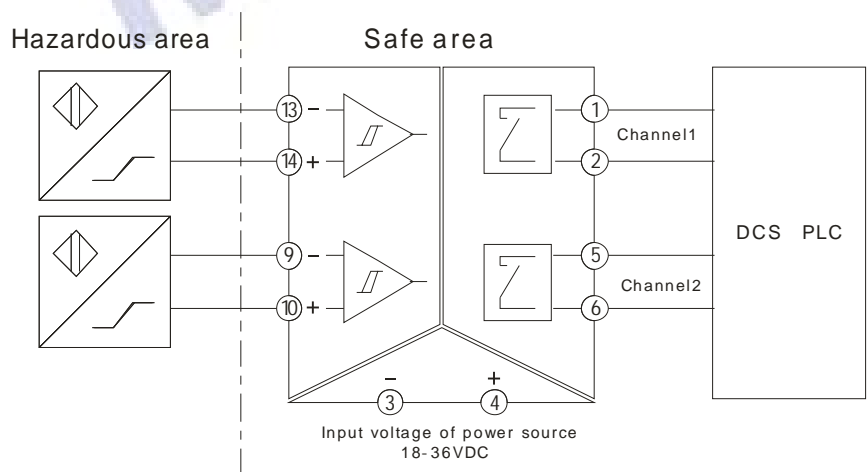 Hazardous area
Safe area
13 -
14 +
1
Channel1
2
9 -
10 +
5
Channel2
6
DCS PLC
- +
3 4
Input voltage of power source
18-36VDC